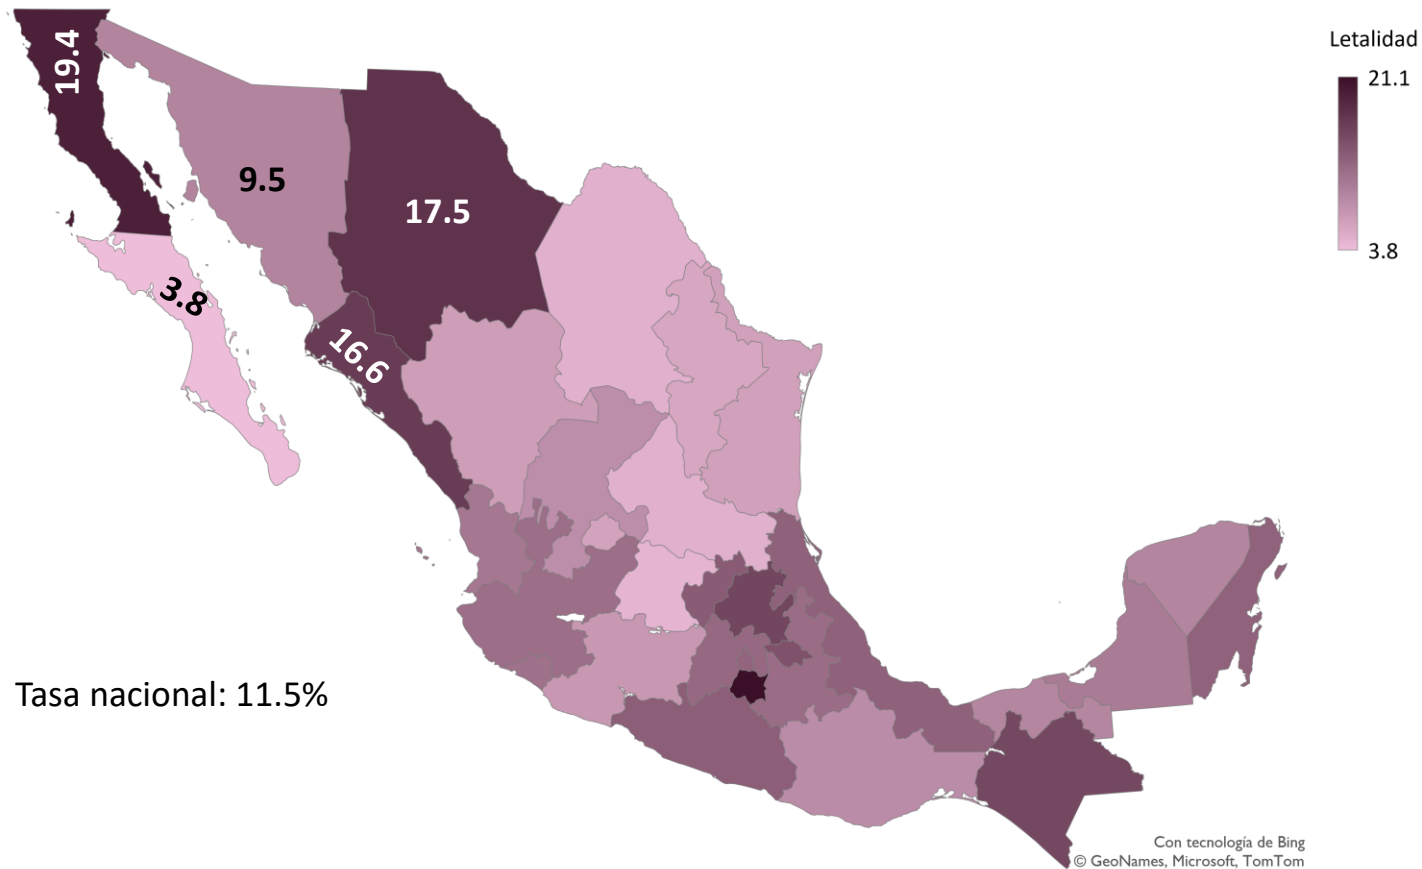 19.4
Letalidad
21.1
9.5
17.5
3.8
3.8
16.6
Tasa nacional: 11.5%
Con tecnología de Bing
© GeoNames, Microsoft, TomTom